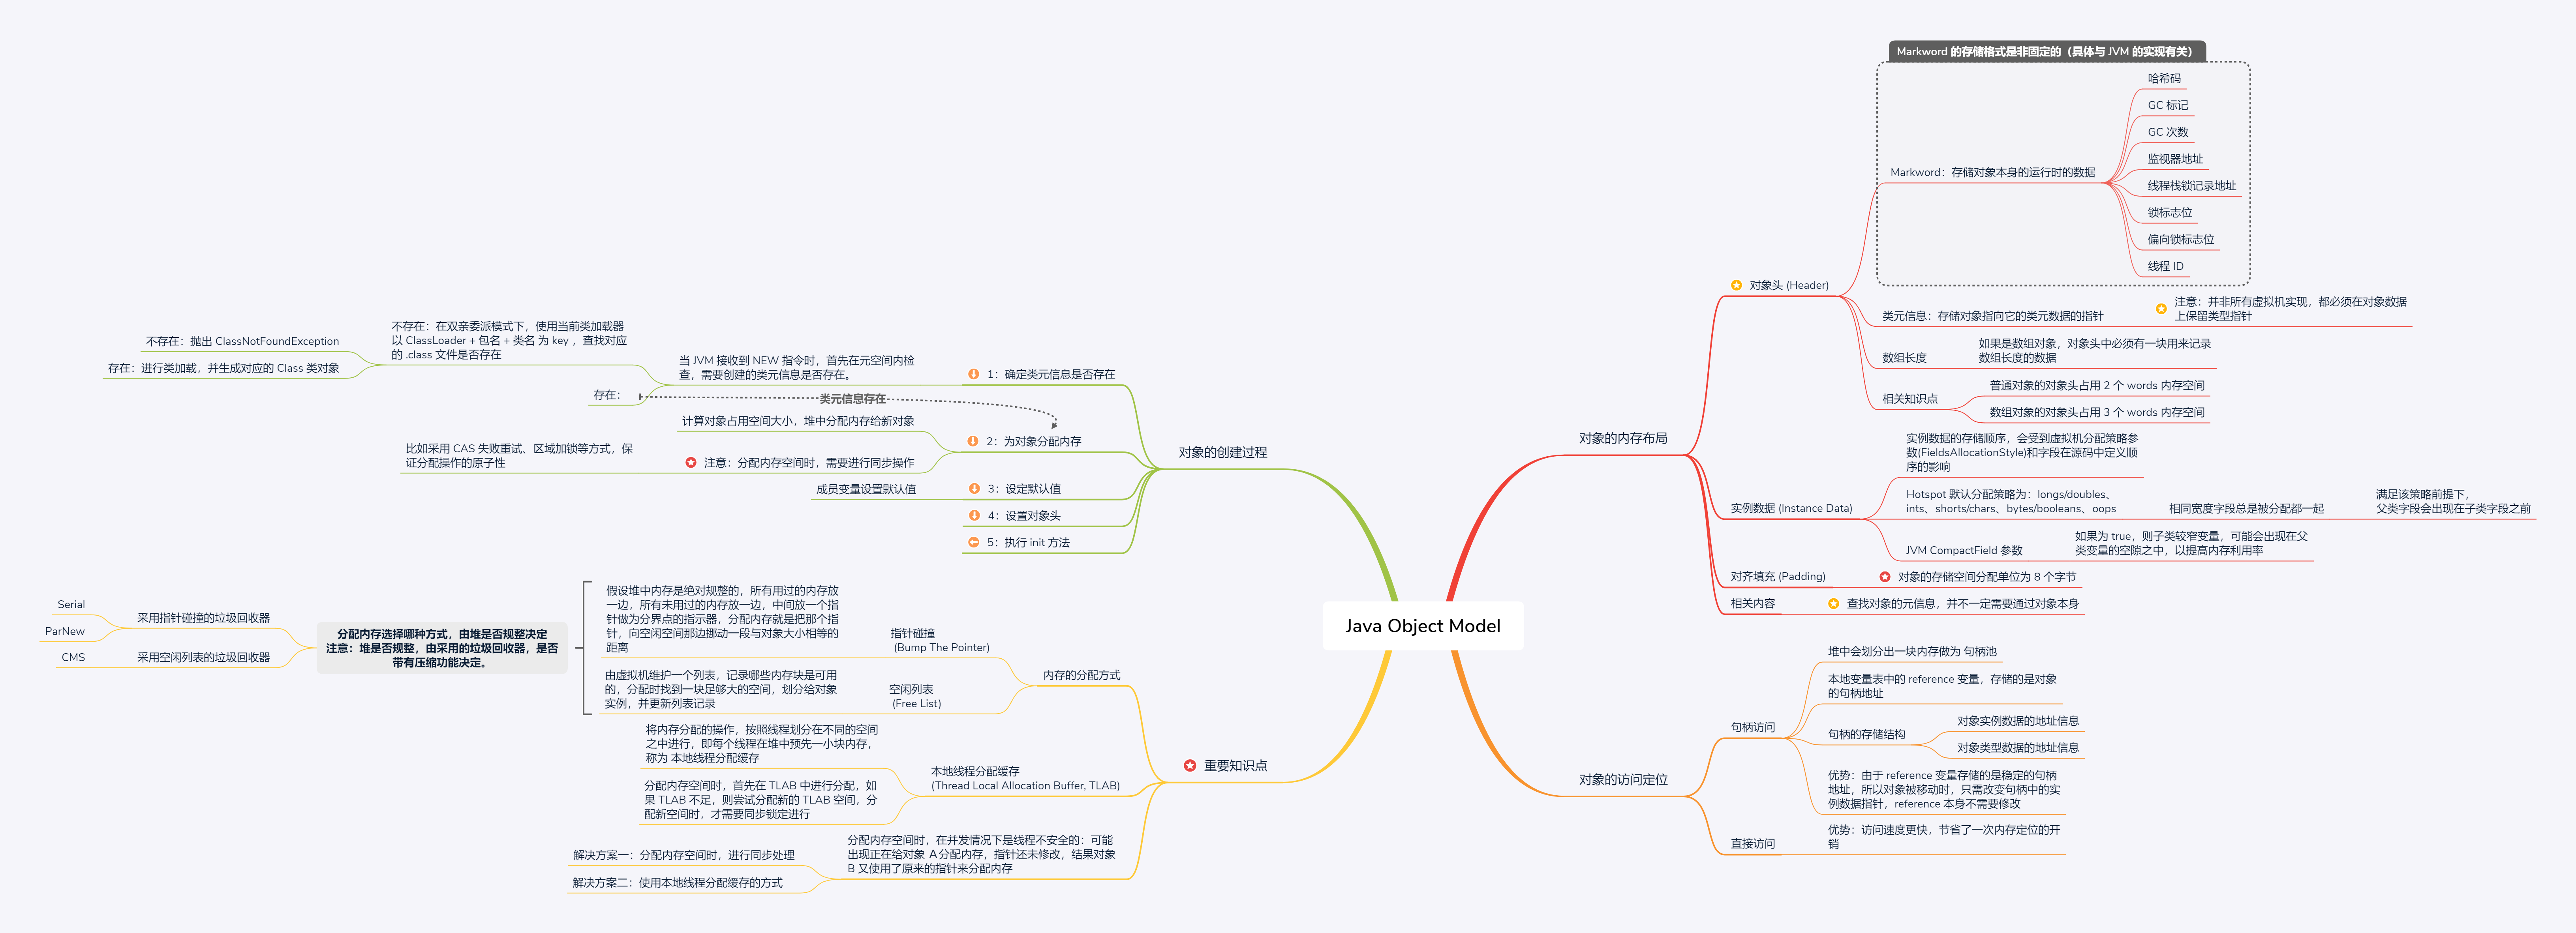 Java Object Model
对象的内存布局
对象头 (Header)
Markword 的存储格式是非固定的（具体与 JVM 的实现有关）
Markword：存储对象本身的运行时的数据
哈希码
GC 标记
GC 次数
监视器地址
线程栈锁记录地址
锁标志位
偏向锁标志位
线程 ID
类元信息：存储对象指向它的类元数据的指针
注意：并非所有虚拟机实现，都必须在对象数据
上保留类型指针
数组长度
如果是数组对象，对象头中必须有一块用来记录
数组长度的数据
相关知识点
普通对象的对象头占用 2 个 words 内存空间
数组对象的对象头占用 3 个 words 内存空间
实例数据 (Instance Data)
实例数据的存储顺序，会受到虚拟机分配策略参
数(FieldsAllocationStyle)和字段在源码中定义顺
序的影响
Hotspot 默认分配策略为：longs/doubles、
ints、shorts/chars、bytes/booleans、oops
相同宽度字段总是被分配都一起
满足该策略前提下，
父类字段会出现在子类字段之前
JVM CompactField 参数
如果为 true，则子类较窄变量，可能会出现在父
类变量的空隙之中，以提高内存利用率
对齐填充 (Padding)
对象的存储空间分配单位为 8 个字节
相关内容
查找对象的元信息，并不一定需要通过对象本身
对象的访问定位
句柄访问
堆中会划分出一块内存做为 句柄池
本地变量表中的 reference 变量，存储的是对象
的句柄地址
句柄的存储结构
对象实例数据的地址信息
对象类型数据的地址信息
优势：由于 reference 变量存储的是稳定的句柄
地址，所以对象被移动时，只需改变句柄中的实
例数据指针，reference 本身不需要修改
直接访问
优势：访问速度更快，节省了一次内存定位的开
销
对象的创建过程
1：确定类元信息是否存在
当 JVM 接收到 NEW 指令时，首先在元空间内检
查，需要创建的类元信息是否存在。
不存在：在双亲委派模式下，使用当前类加载器
以 ClassLoader + 包名 + 类名 为 key ，查找对应
的 .class 文件是否存在
不存在：抛出 ClassNotFoundException
存在：进行类加载，并生成对应的 Class 类对象
存在：
类元信息存在
2：为对象分配内存
计算对象占用空间大小，堆中分配内存给新对象
注意：分配内存空间时，需要进行同步操作
比如采用 CAS 失败重试、区域加锁等方式，保
证分配操作的原子性
3：设定默认值
成员变量设置默认值
4：设置对象头
5：执行 init 方法
重要知识点
内存的分配方式
指针碰撞
(Bump The Pointer)
假设堆中内存是绝对规整的，所有用过的内存放
一边，所有未用过的内存放一边，中间放一个指
针做为分界点的指示器，分配内存就是把那个指
针，向空闲空间那边挪动一段与对象大小相等的
距离
空闲列表
(Free List)
由虚拟机维护一个列表，记录哪些内存块是可用
的，分配时找到一块足够大的空间，划分给对象
实例，并更新列表记录
分配内存选择哪种方式，由堆是否规整决定
注意：堆是否规整，由采用的垃圾回收器，是否
带有压缩功能决定。
采用指针碰撞的垃圾回收器
Serial
ParNew
采用空闲列表的垃圾回收器
CMS
本地线程分配缓存
(Thread Local Allocation Buffer, TLAB)
将内存分配的操作，按照线程划分在不同的空间
之中进行，即每个线程在堆中预先一小块内存，
称为 本地线程分配缓存
分配内存空间时，首先在 TLAB 中进行分配，如
果 TLAB 不足，则尝试分配新的 TLAB 空间，分
配新空间时，才需要同步锁定进行
分配内存空间时，在并发情况下是线程不安全的：可能
出现正在给对象 A 分配内存，指针还未修改，结果对象
B 又使用了原来的指针来分配内存
解决方案一：分配内存空间时，进行同步处理
解决方案二：使用本地线程分配缓存的方式